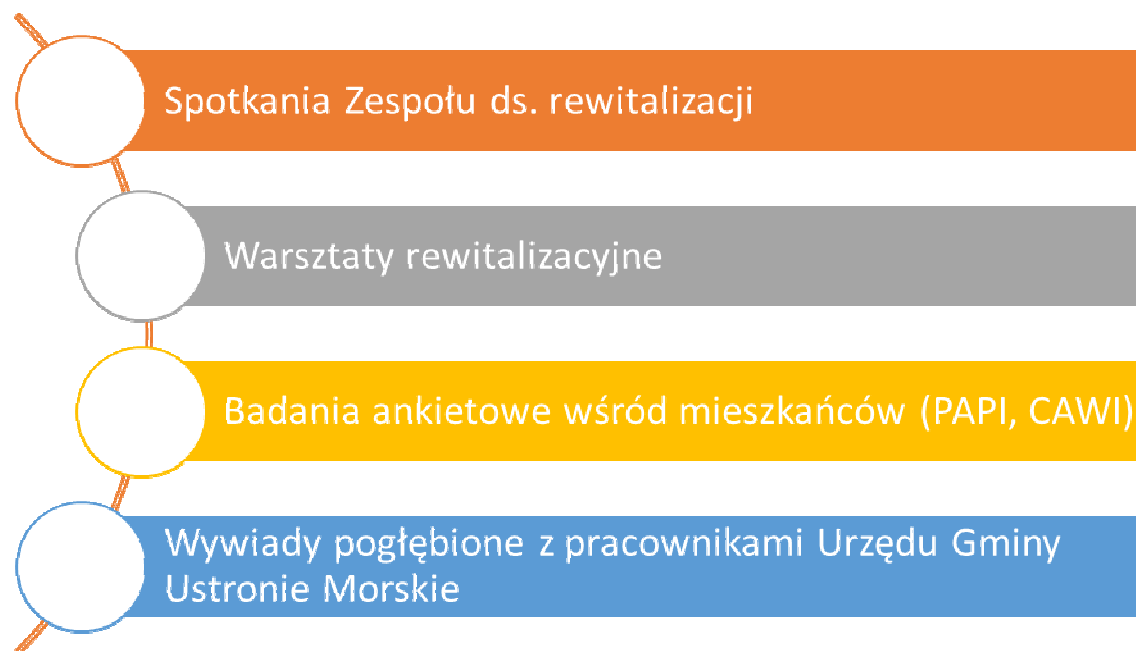 Spotkania Zespołu ds. rewitalizacji
Warsztaty rewitalizacyjne
Badania ankietowe wśród mieszkańców (PAPI, CAWI)
Wywiady pogłębione z pracownikami Urzędu Gminy
Ustronie Morskie